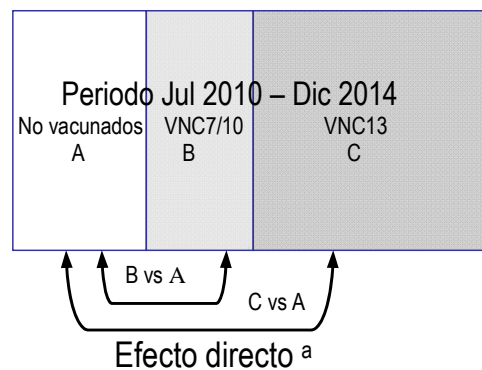 Periodo Jul 2010 – Dic 2014
No vacunados VNC7/10 VNC13
A B C
B vs A
C vs A
Efecto directo ª